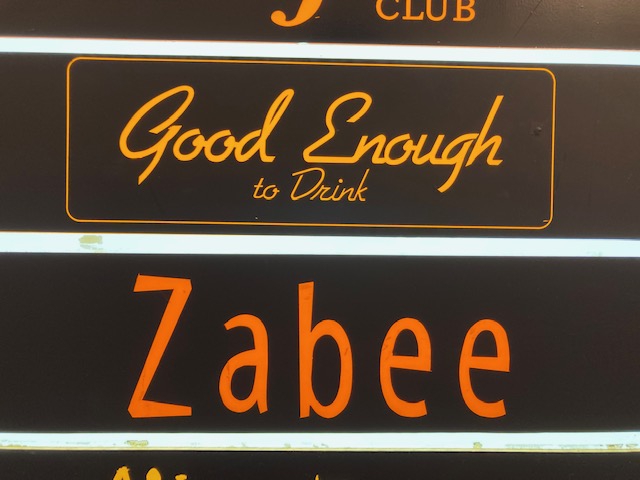 CLUB
Good Enough
to Drink
Zabee